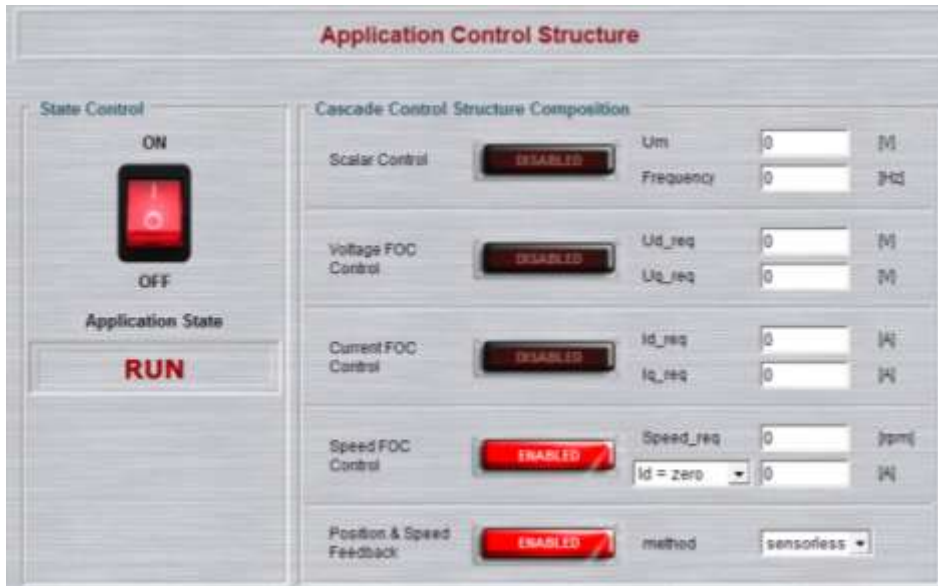 Application Control Structure
State Control
ON
OFF
Application State
RUN
Cascade Control Structure Composition
Scalar Control
DISABLED
Um
0
[V]
Frequency
0
[Hz]
Voltage FOC
Control
DISABLED
Ud_req
0
[V]
Uq_req
0
[V]
Current FOC
Control
DISABLED
Id_req
0
[A]
Iq_req
0
[A]
Speed FOC
Control
ENABLED
Speed_req
0
[rpm]
Id = zero
0
[A]
Position & Speed
Feedback
ENABLED
method
sensorless